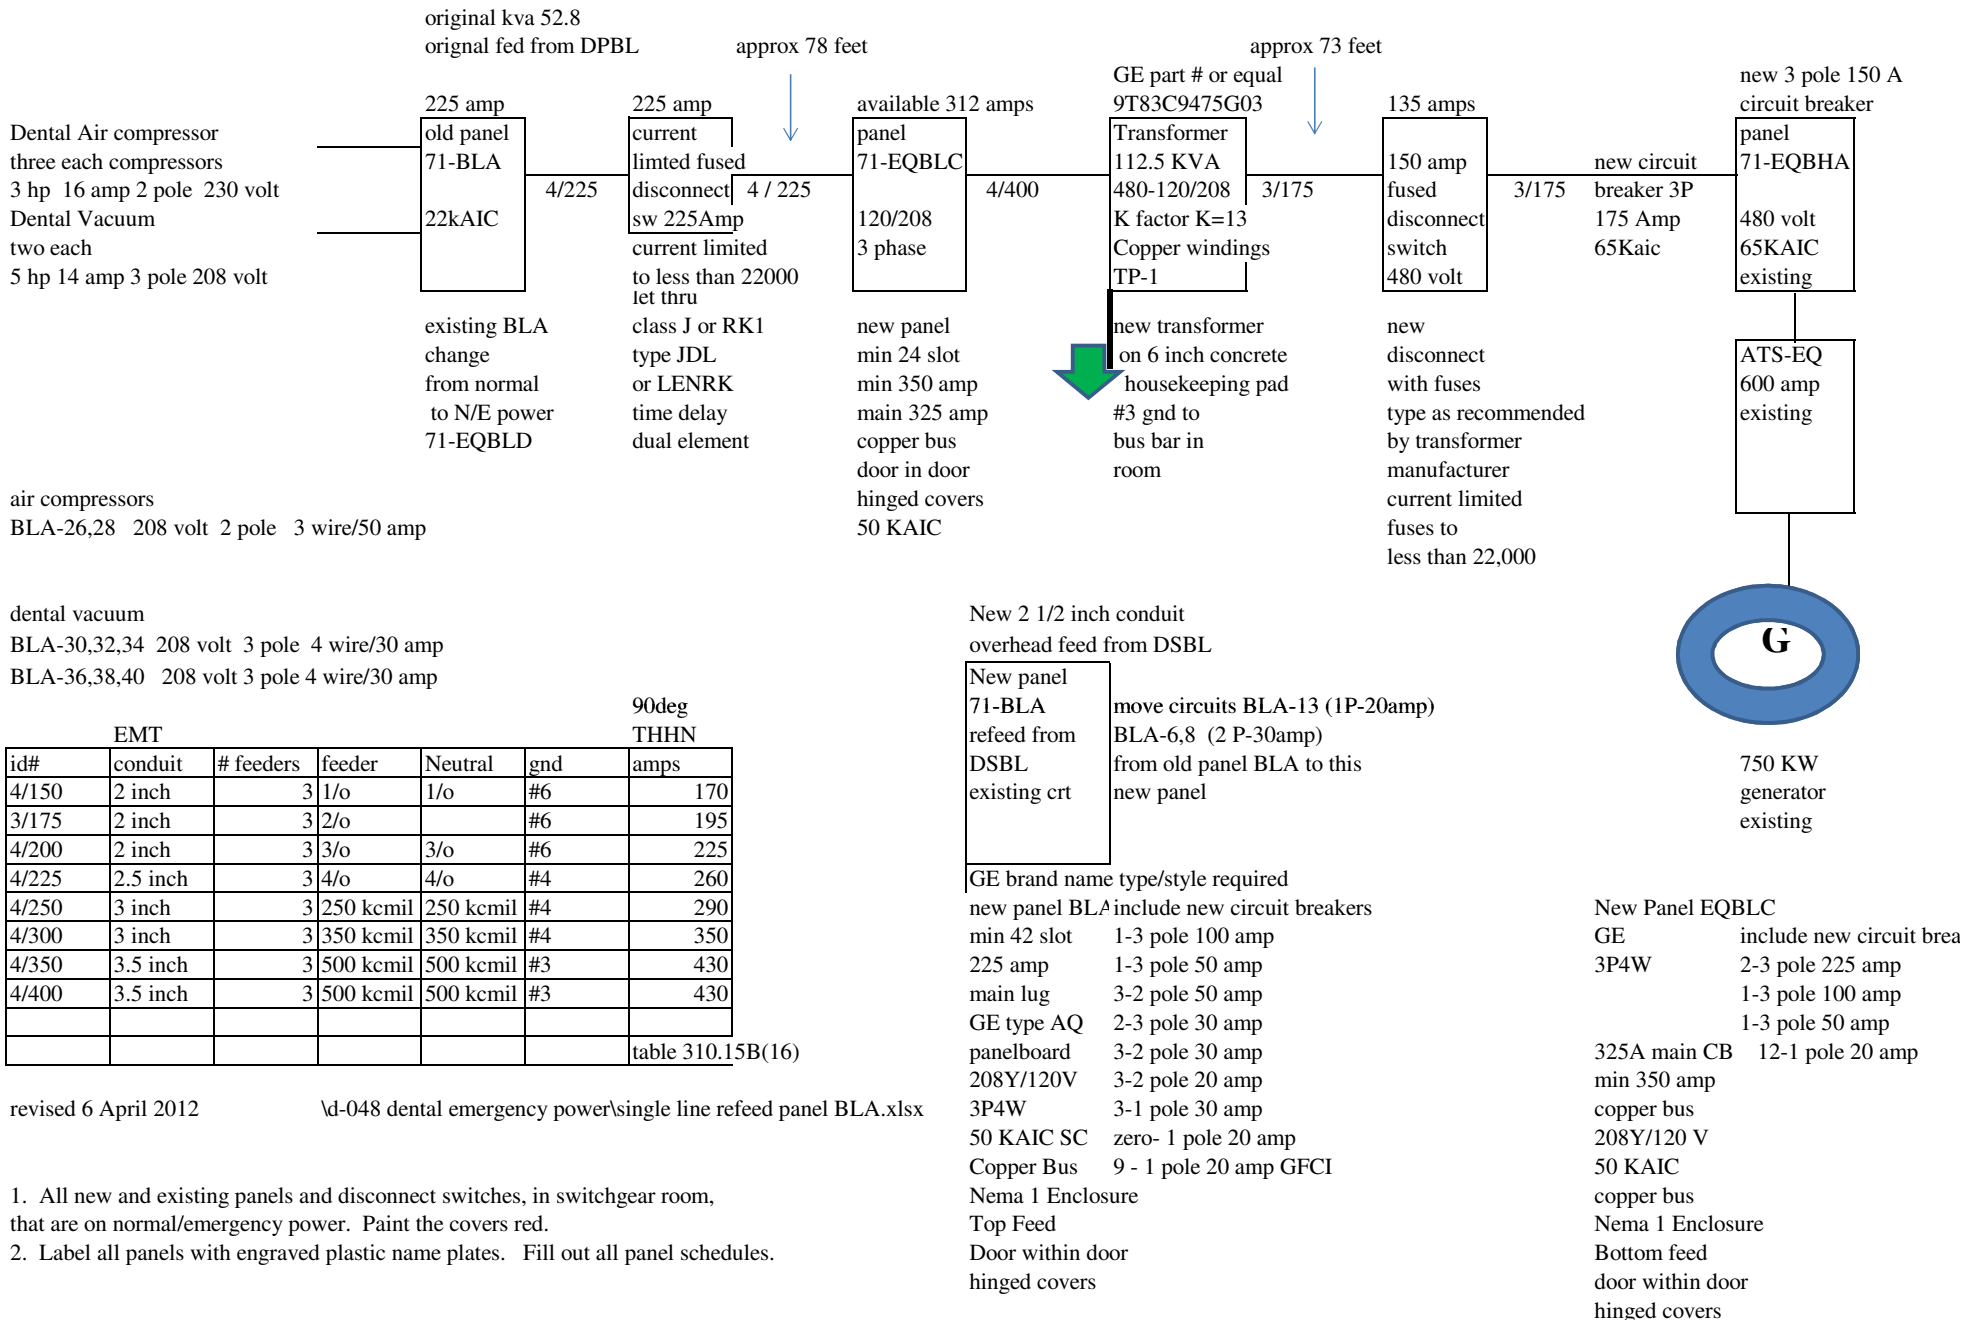 original kva 52.8
orignal fed from DPBL
approx 78 feet
approx 73 feet
GE part # or equal
9T83C9475G03
new 3 pole 150 A
circuit breaker
Dental Air compressor
three each compressors
3 hp 16 amp 2 pole 230 volt
Dental Vacuum
two each
5 hp 14 amp 3 pole 208 volt
225 amp
old panel
71-BLA
22kAIC
4/225
existing BLA
change
from normal
to N/E power
71-EQBLD
225 amp
current
limted fused
disconnect
sw 225Amp
current limited
to less than 22000
let thru
class J or RK1
type JDL
or LENRK
time delay
dual element
4 / 225
available 312 amps
panel
71-EQBLC
120/208
3 phase
new panel
min 24 slot
min 350 amp
main 325 amp
copper bus
door in door
hinged covers
50 KAIC
4/400
Transformer
112.5 KVA
480-120/208
K factor K=13
Copper windings
TP-1
new transformer
on 6 inch concrete
housekeeping pad
#3 gnd to
bus bar in
room
3/175
135 amps
150 amp
fused
disconnect
switch
480 volt
new
disconnect
with fuses
type as recommended
by transformer
manufacturer
current limited
fuses to
less than 22,000
3/175
new circuit
breaker 3P
175 Amp
65Kaic
panel
71-EQBHA
480 volt
65KAIC
existing
ATS-EQ
600 amp
existing
G
750 KW
generator
existing
air compressors
BLA-26,28 208 volt 2 pole 3 wire/50 amp
dental vacuum
BLA-30,32,34 208 volt 3 pole 4 wire/30 amp
BLA-36,38,40 208 volt 3 pole 4 wire/30 amp
90deg
EMT THHN
id# conduit # feeders feeder Neutral gnd amps
4/150 2 inch 3 1/o 1/o #6 170
3/175 2 inch 3 2/o #6 195
4/200 2 inch 3 3/o 3/o #6 225
4/225 2.5 inch 3 4/o 4/o #4 260
4/250 3 inch 3 250 kcmil 250 kcmil #4 290
4/300 3 inch 3 350 kcmil 350 kcmil #4 350
4/350 3.5 inch 3 500 kcmil 500 kcmil #3 430
4/400 3.5 inch 3 500 kcmil 500 kcmil #3 430
table 310.15B(16)
revised 6 April 2012 \d-048 dental emergency power\single line refeed panel BLA.xlsx
1. All new and existing panels and disconnect switches, in switchgear room,
that are on normal/emergency power. Paint the covers red.
2. Label all panels with engraved plastic name plates. Fill out all panel schedules.
New 2 1/2 inch conduit
overhead feed from DSBL
New panel
71-BLA move circuits BLA-13 (1P-20amp)
refeed from BLA-6,8 (2 P-30amp)
DSBL from old panel BLA to this
existing crt new panel
GE brand name type/style required
new panel BLA include new circuit breakers
min 42 slot 1-3 pole 100 amp
225 amp 1-3 pole 50 amp
main lug 3-2 pole 50 amp
GE type AQ 2-3 pole 30 amp
panelboard 3-2 pole 30 amp
208Y/120V 3-2 pole 20 amp
3P4W 3-1 pole 30 amp
50 KAIC SC zero- 1 pole 20 amp
Copper Bus 9 - 1 pole 20 amp GFCI
Nema 1 Enclosure
Top Feed
Door within door
hinged covers
New Panel EQBLC
GE include new circuit brea
3P4W 2-3 pole 225 amp
1-3 pole 100 amp
1-3 pole 50 amp
325A main CB 12-1 pole 20 amp
min 350 amp
copper bus
208Y/120 V
50 KAIC
copper bus
Nema 1 Enclosure
Bottom feed
door within door
hinged covers